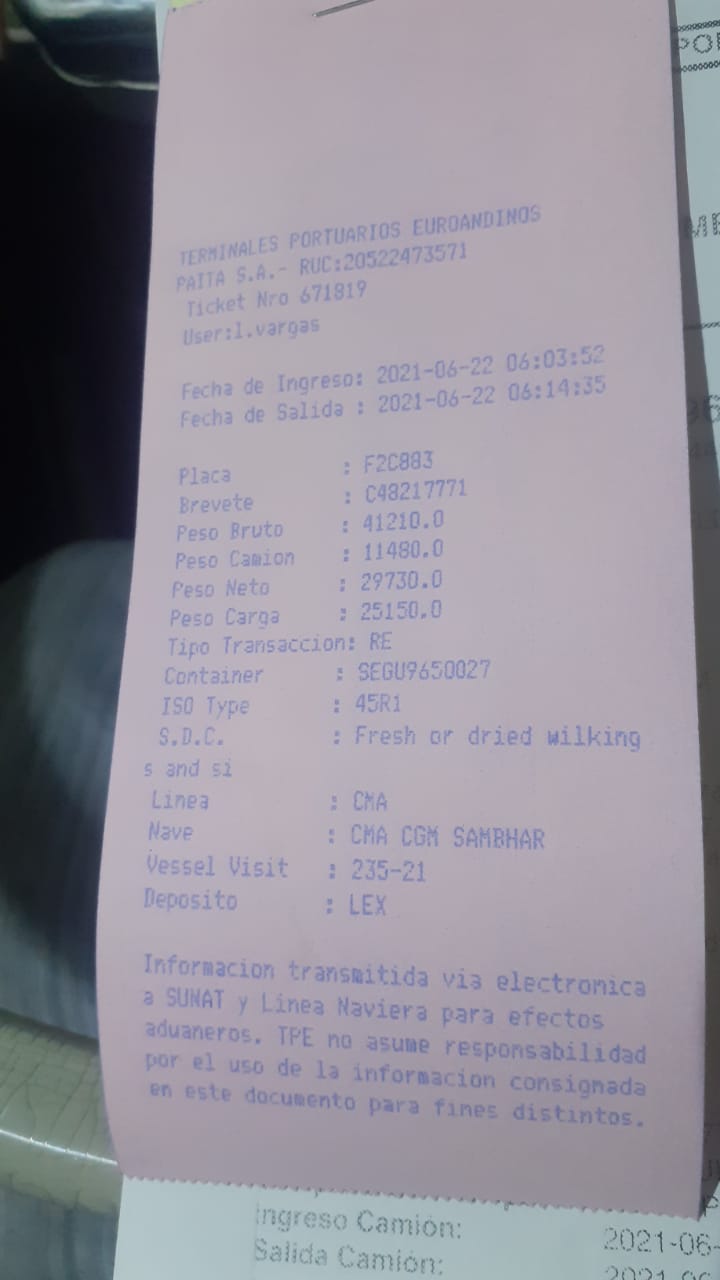 TERMINALES PORTUARIOS EUROANDINOS
PAITA S.A.- RUC:20522473571
Ticket Nro 671819
User:l.vargas
Fecha de Ingreso: 2021-06-22 06:03:52
Fecha de Salida : 2021-06-22 06:14:35
Placa : F2C883
Brevete : C48217771
Peso Bruto : 41210.0
Peso Camion : 11480.0
Peso Neto : 29730.0
Peso Carga : 25150.0
Tipo Transaccion: RE
Container : SEGU9650027
ISO Type : 45R1
S.D.C. : Fresh or dried wilking
s and si
Linea : CMA
Nave : CMA CGM SAMBHAR
Vessel Visit : 235-21
Deposito : LEX
Informacion transmitida via electronica
a SUNAT y Linea Naviera para efectos
aduaneros. TPE no asume responsabilidad
por el uso de la informacion consignada
en este documento para fines distintos.
Ingreso Camión: 2021-06-
Salida Camión: